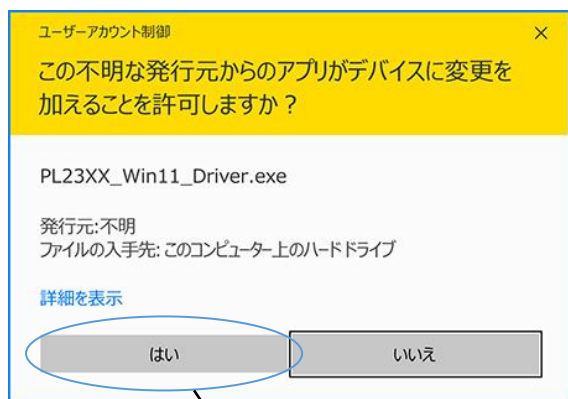 ユーザーアカウント制御
この不明な発行元からのアプリがデバイスに変更を
加えることを許可しますか？
PL23XX_Win11_Driver.exe
発行元:不明
ファイルの入手先: このコンピューター上のハード ドライブ
詳細を表示
はい
いいえ